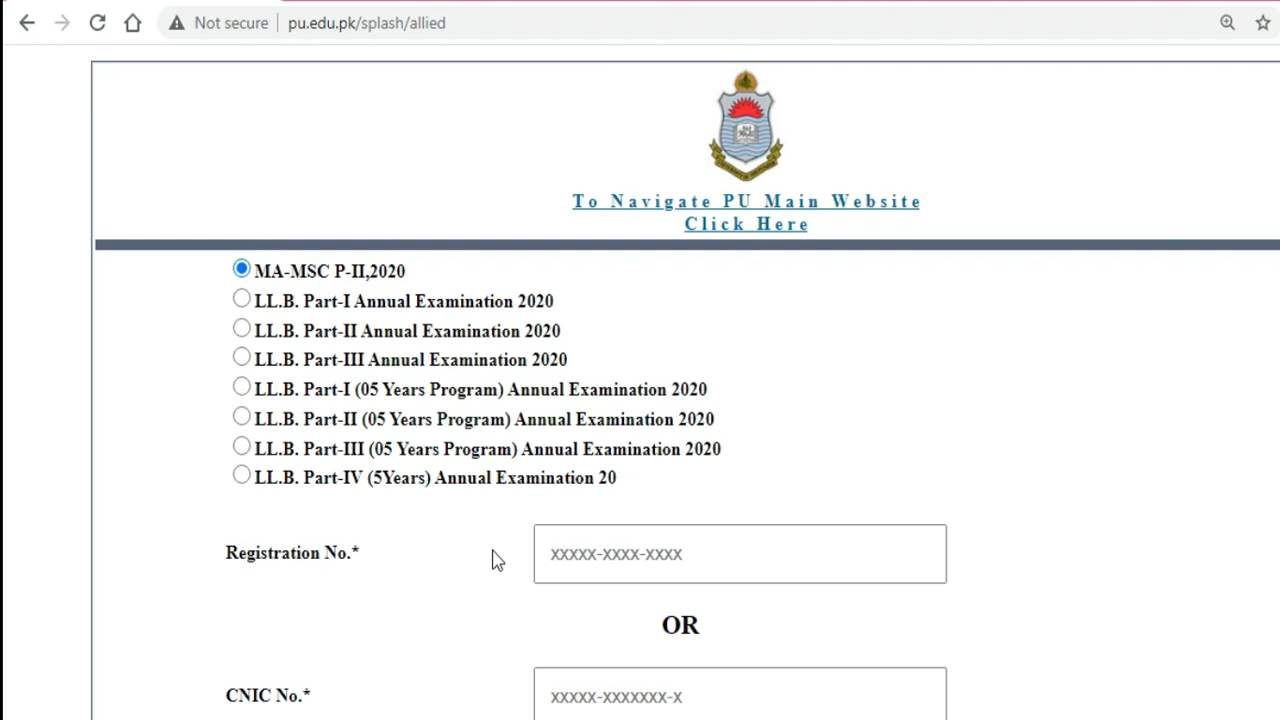 Not secure
pu.edu.pk/splash/allied
To Navigate PU Main Website
Click Here
MA-MSC P-II,2020
LL.B. Part-I Annual Examination 2020
LL.B. Part-II Annual Examination 2020
LL.B. Part-III Annual Examination 2020
LL.B. Part-I (05 Years Program) Annual Examination 2020
LL.B. Part-II (05 Years Program) Annual Examination 2020
LL.B. Part-III (05 Years Program) Annual Examination 2020
LL.B. Part-IV (5Years) Annual Examination 20
Registration No.*
xxxxx-xxxx-xxxx
OR
CNIC No.*
xxxxx-xxxxxxx-x